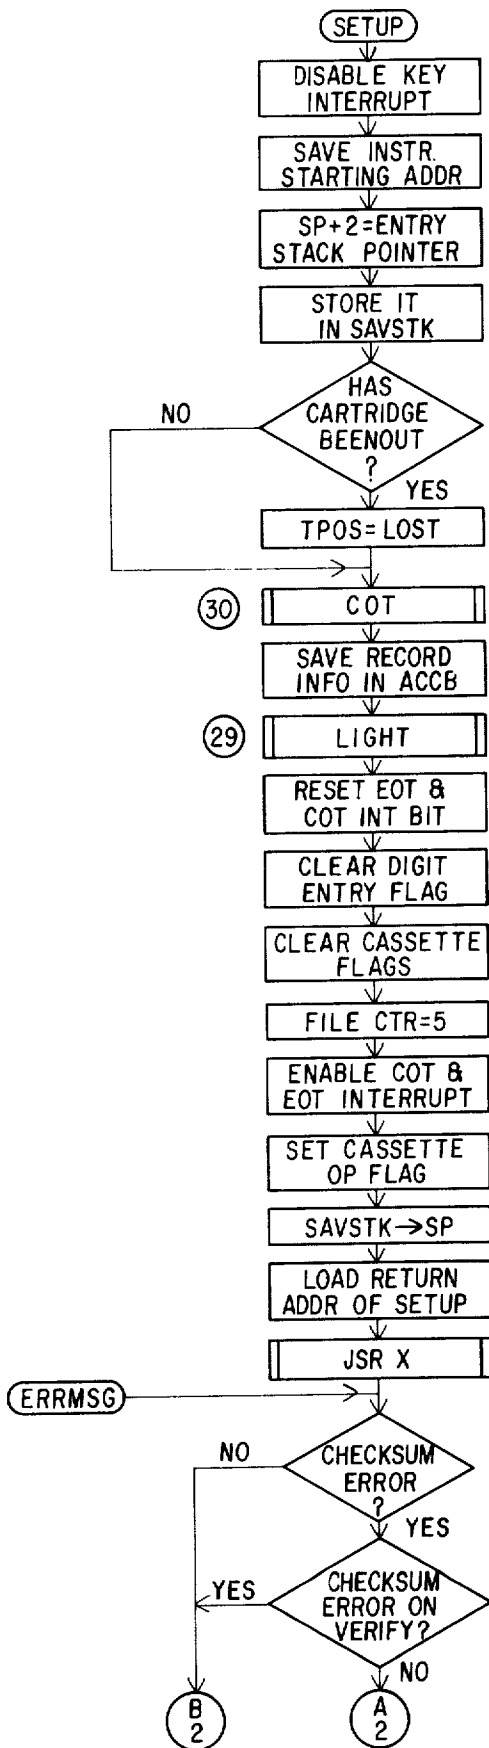 SETUP
DISABLE KEY
INTERRUPT
SAVE INSTR.
STARTING ADDR
SP+2=ENTRY
STACK POINTER
STORE IT
IN SAVSTK
HAS
CARTRIDGE
BEENOUT
?
NO
YES
TPOS=LOST
30
COT
SAVE RECORD
INFO IN ACCB
29
LIGHT
RESET EOT &
COT INT BIT
CLEAR DIGIT
ENTRY FLAG
CLEAR CASSETTE
FLAGS
FILE CTR=5
ENABLE COT &
EOT INTERRUPT
SET CASSETTE
OP FLAG
SAVSTK→SP
LOAD RETURN
ADDR OF SETUP
JSR X
ERRMSG
CHECKSUM
ERROR
?
NO
YES
CHECKSUM
ERROR ON
VERIFY?
YES
NO
B
2
A
2